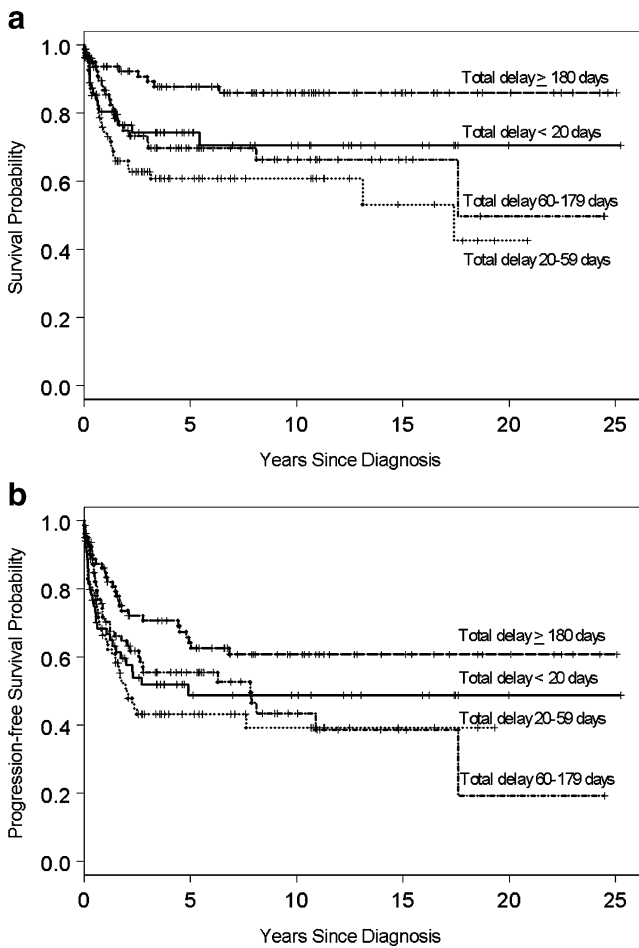 a
1.0
Total delay ≥ 180 days
0.8
Total delay < 20 days
0.6
Total delay 60-179 days
0.4
Total delay 20-59 days
0.2
0.0
Survival Probability
0 5 10 15 20 25
Years Since Diagnosis
b
1.0
0.8
Total delay ≥ 180 days
0.6
Total delay < 20 days
Total delay 20-59 days
0.4
Total delay 60-179 days
0.2
0.0
Progression-free Survival Probability
0 5 10 15 20 25
Years Since Diagnosis